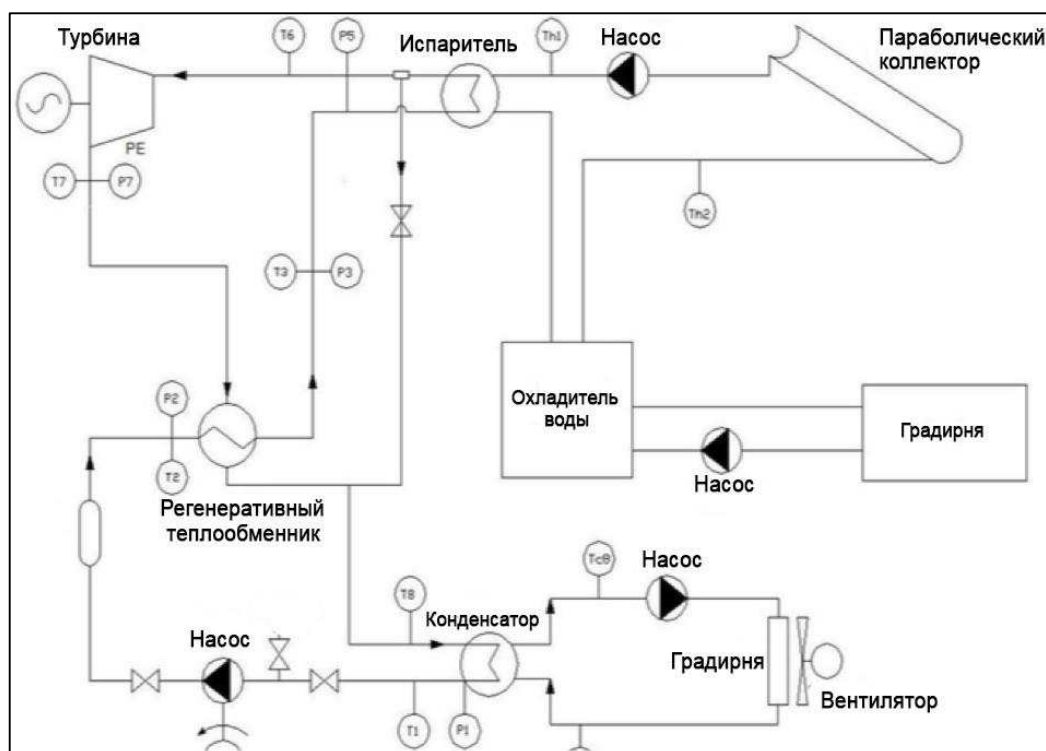 Турбина
T6
P5
Испаритель
Th1
Насос
Параболический
коллектор
PE
T7
P7
Th2
T3
P3
P2
T2
Регенеративный
теплообменник
Охладитель
воды
Градирня
Насос
Tc8
Насос
T8
Конденсатор
Насос
Градирня
Вентилятор
T1
P1